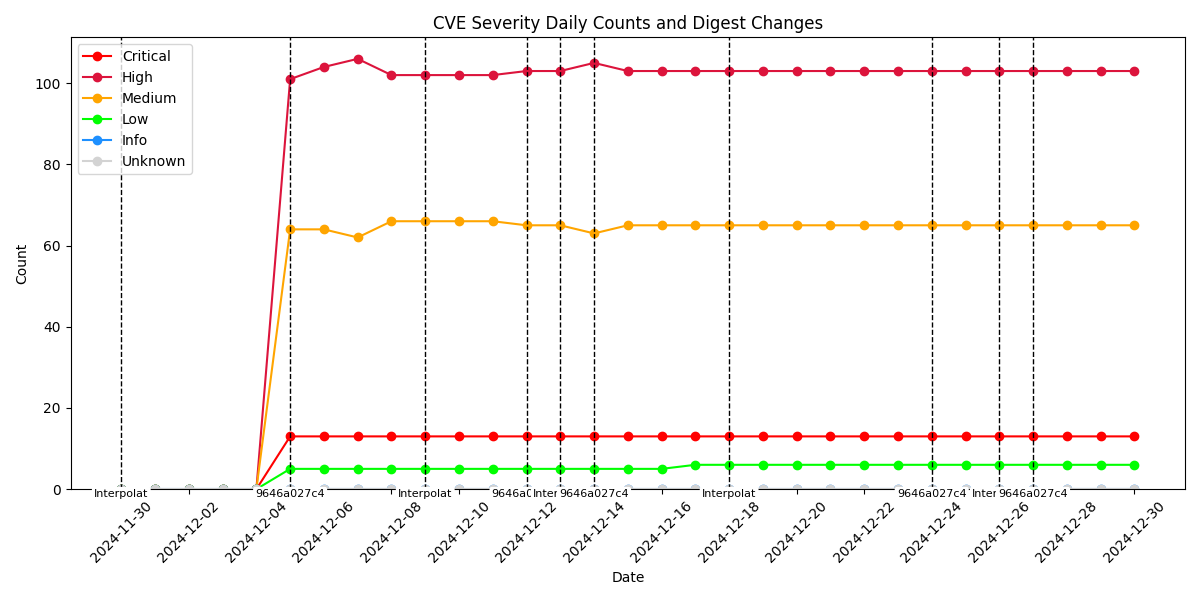 CVE Severity Daily Counts and Digest Changes
Critical
High
Medium
Low
Info
Unknown
Count
100
80
60
40
20
0
Interpolat
9646a027c4
Interpolat
9646a0
Inter
9646a027c4
Interpolat
9646a027c4
Inter
9646a027c4
2024-11-30
2024-12-02
2024-12-04
2024-12-06
2024-12-08
2024-12-10
2024-12-12
2024-12-14
2024-12-16
2024-12-18
2024-12-20
2024-12-22
2024-12-24
2024-12-26
2024-12-28
2024-12-30
Date